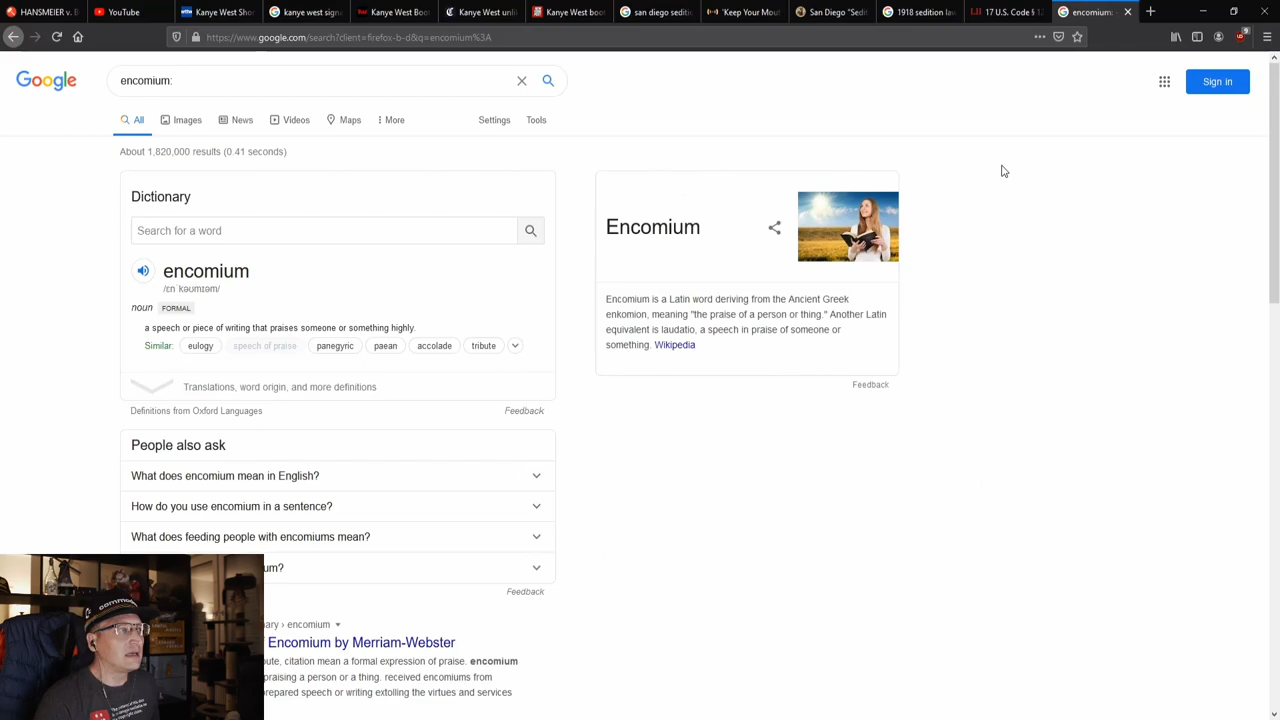 HANSMEIER v. B
YouTube
Kanye West Sho
kanye west signa
Kanye West Boo
Kanye West unli
Kanye West boot
san diego sediti
'Keep Your Mou
San Diego "Sedi
1918 sedition law
17 U.S. Code § 12
encomium:
https://www.google.com/search?client=firefox-b-d&q=encomium%3A
Google
encomium:
Sign in
All
Images
News
Videos
Maps
More
Settings
Tools
About 1,820,000 results (0.41 seconds)
Dictionary
Search for a word
encomium
/ɛnˈkəʊmɪəm/
noun FORMAL
a speech or piece of writing that praises someone or something highly.
Similar: eulogy speech of praise panegyric paean accolade tribute
Translations, word origin, and more definitions
Definitions from Oxford Languages
Feedback
Encomium
Encomium is a Latin word deriving from the Ancient Greek
enkomion, meaning "the praise of a person or thing." Another Latin
equivalent is laudatio, a speech in praise of someone or
something. Wikipedia
Feedback
People also ask
What does encomium mean in English?
How do you use encomium in a sentence?
What does feeding people with encomiums mean?
um?
Feedback
ary › encomium
Encomium by Merriam-Webster
ute, citation mean a formal expression of praise. encomium
praising a person or a thing. received encomiums from
repared speech or writing extolling the virtues and services